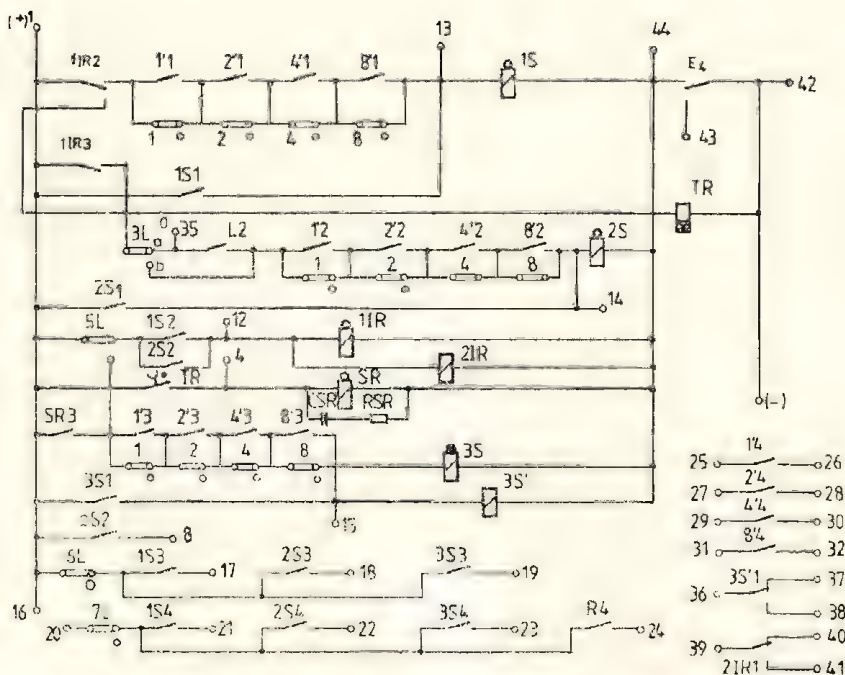 (+) 1 13 44
1IR2 1'1 2'1 4'1 8'1 1S E4
42
1 2 4 8 43
1IR3
1S1 TR
3L a 35 L2 1'2 2'2 4'2 8'2 2S
b 1 2 4 8
2S1 14
5L 1S2 12 1IR
2S2 4 2IR
TR SR
CSR RSR (-)
SR3 1'3 2'3 4'3 8'3
1 2 4 8 3S
25 1'4 26
27 2'4 28
3S1 3S'
29 4'4 30
15
8
31 8'4 32
1S3 17 2S3 18 3S3 19
36 3S'1 37
38
16
20 7L 1S4 21 2S4 22 3S4 23 R4 24
39 40
2IR1 41